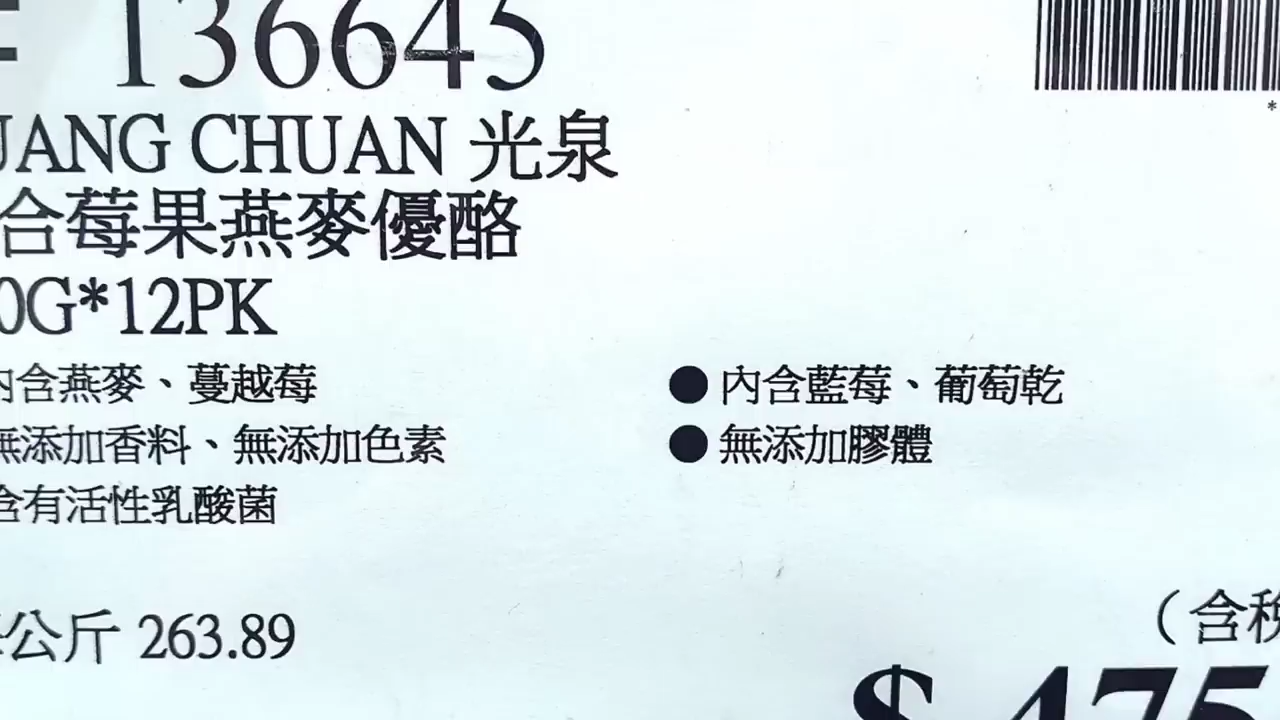 136645
UANG CHUAN 光泉
合莓果燕麥優酪
0G*12PK
內含燕麥、蔓越莓
● 內含藍莓、葡萄乾
無添加香料、無添加色素
● 無添加膠體
含有活性乳酸菌
公斤 263.89
(含稅
$ 475